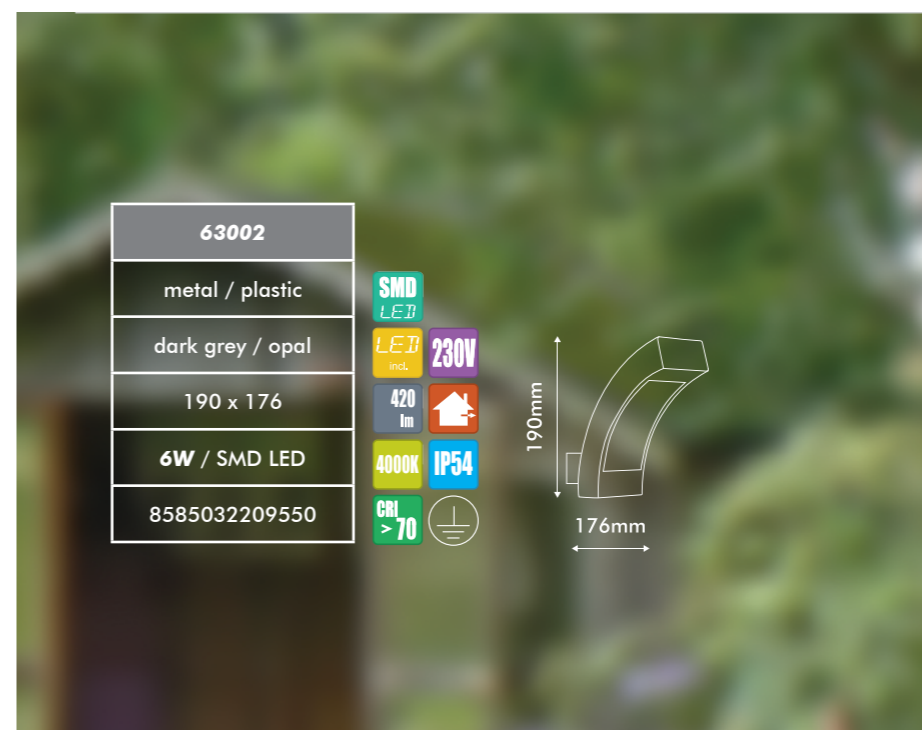 63002
metal / plastic
dark grey / opal
190 x 176
6W / SMD LED
8585032209550
SMD
LED
LED
incl.
230V
420
lm
4000K
IP54
CRI
> 70
190mm
176mm